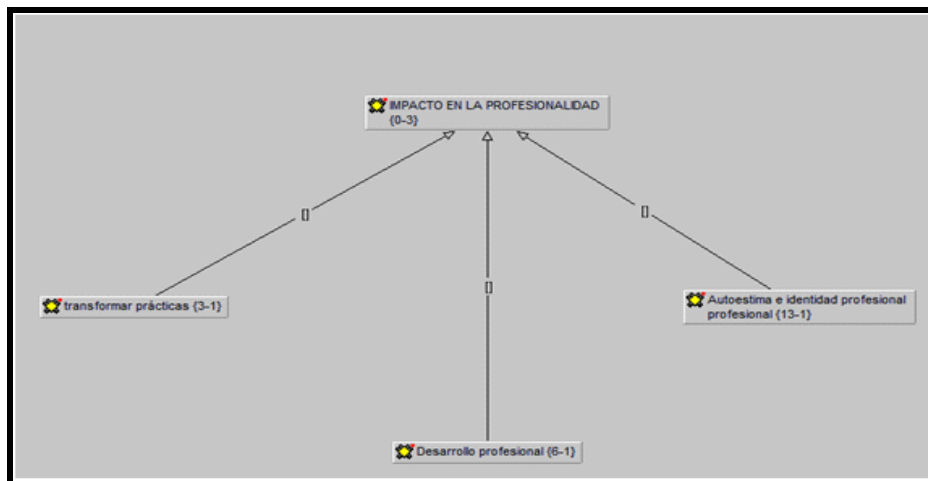 IMPACTO EN LA PROFESIONALIDAD
{0-3}
[]
[]
[]
transformar prácticas {3-1}
Autoestima e identidad profesional
profesional {13-1}
Desarrollo profesional {6-1}